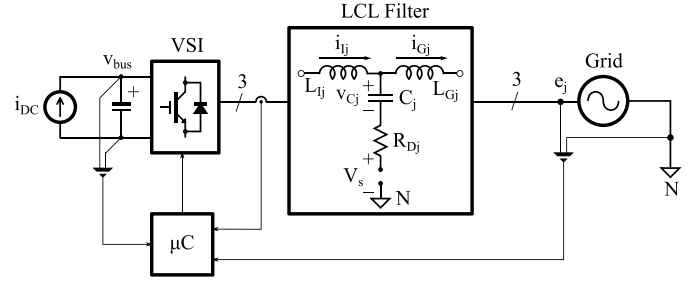 LCL Filter
VSI
Grid
i_Ij
i_Gj
v_bus
3
3
e_j
L_Ij
v_Cj
+
−
C_j
L_Gj
i_DC
+
R_Dj
+
V_s
−
N
N
µC